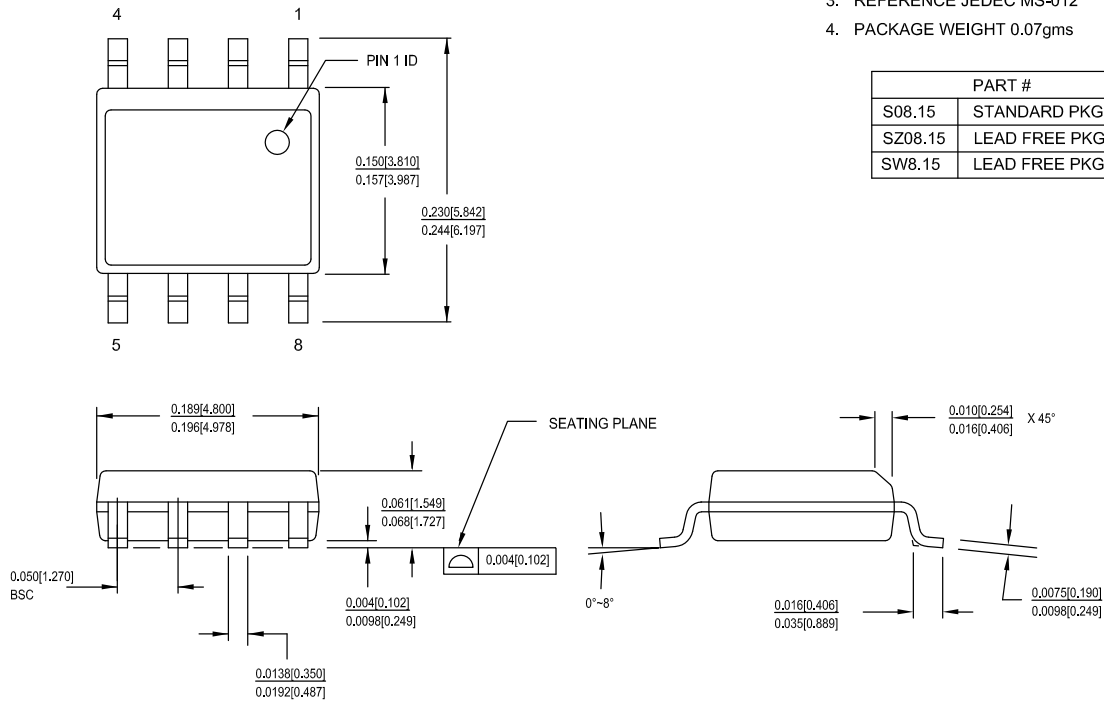 3. REFERENCE JEDEC MS-012
4. PACKAGE WEIGHT 0.07gms
PART #
S08.15 STANDARD PKG.
SZ08.15 LEAD FREE PKG.
SW8.15 LEAD FREE PKG.
4
1
PIN 1 ID
0.150[3.810]
0.157[3.987]
0.230[5.842]
0.244[6.197]
5
8
0.189[4.800]
0.196[4.978]
SEATING PLANE
0.010[0.254]
0.016[0.406]
X 45°
0.061[1.549]
0.068[1.727]
0.004[0.102]
0.050[1.270]
BSC
0.004[0.102]
0.0098[0.249]
0°~8°
0.016[0.406]
0.035[0.889]
0.0075[0.190]
0.0098[0.249]
0.0138[0.350]
0.0192[0.487]